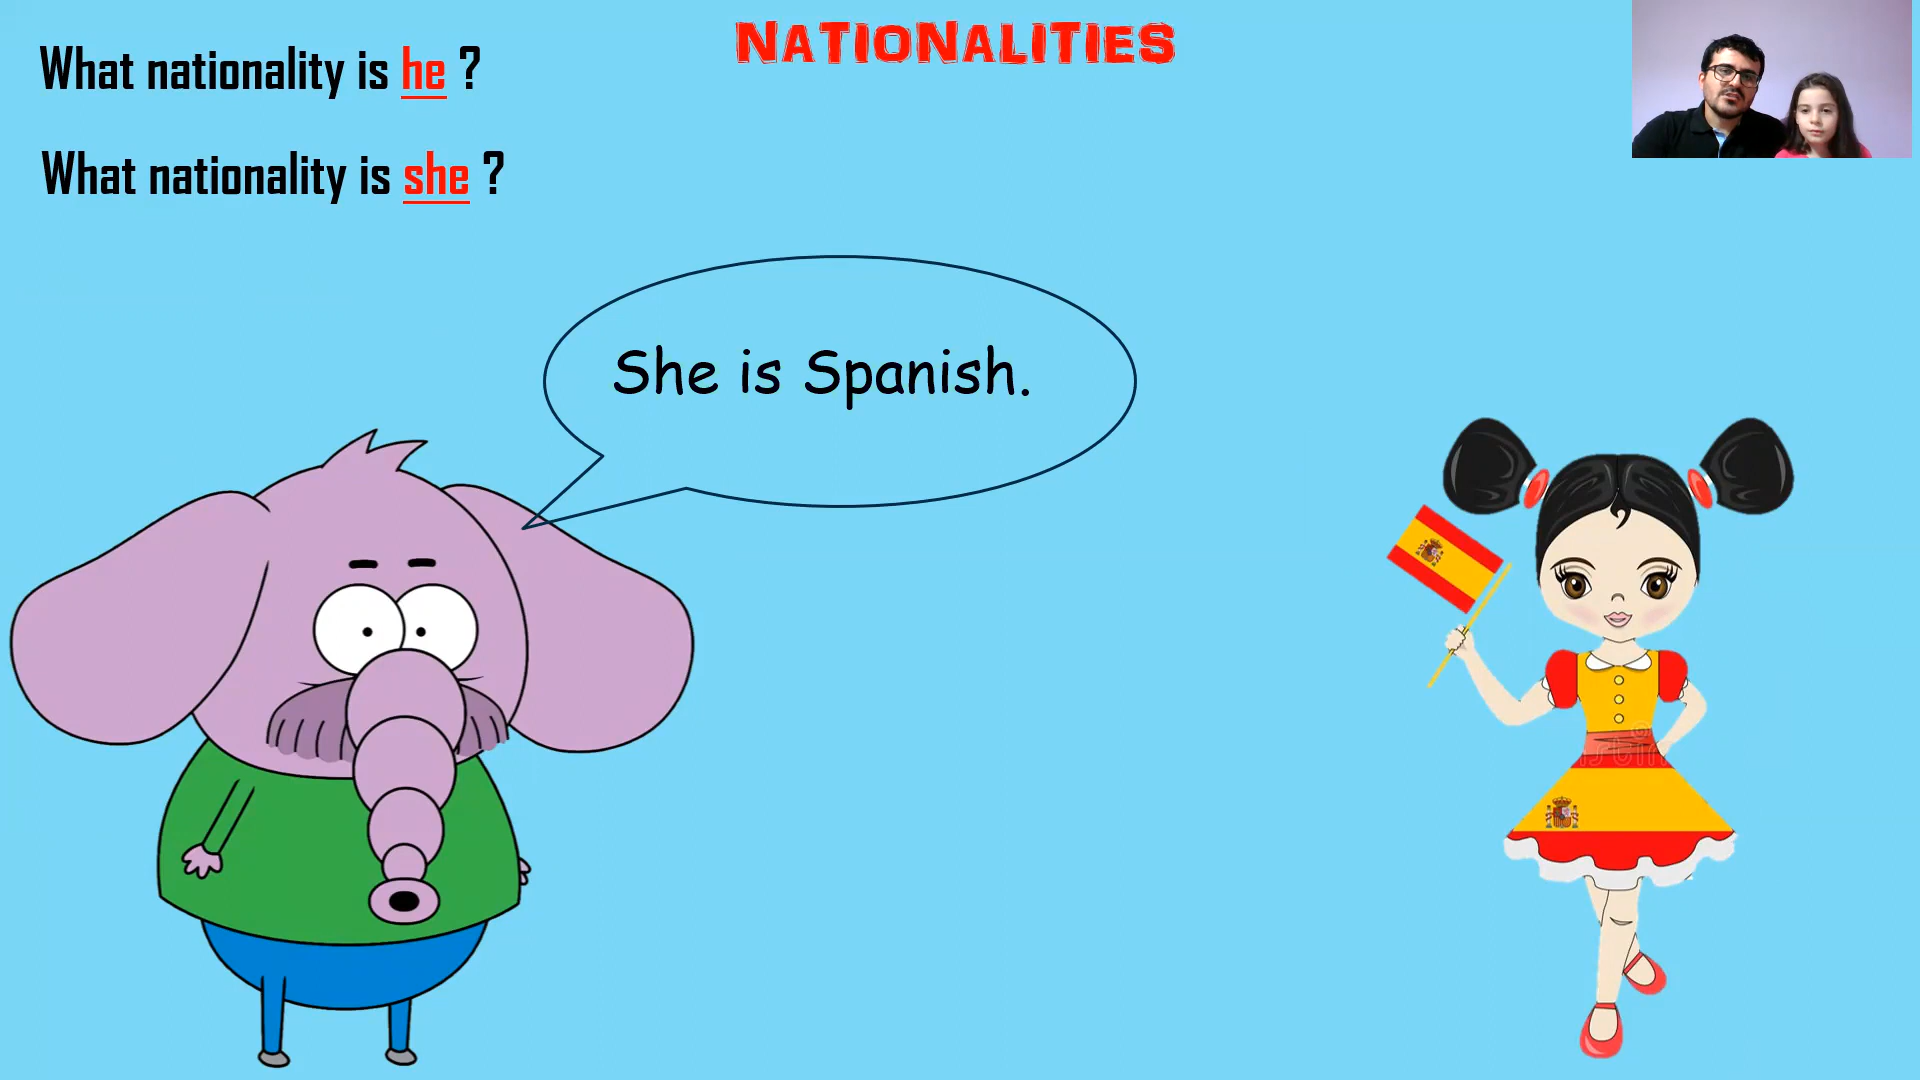 NATIONALITIES
What nationality is he ?
What nationality is she ?
She is Spanish.